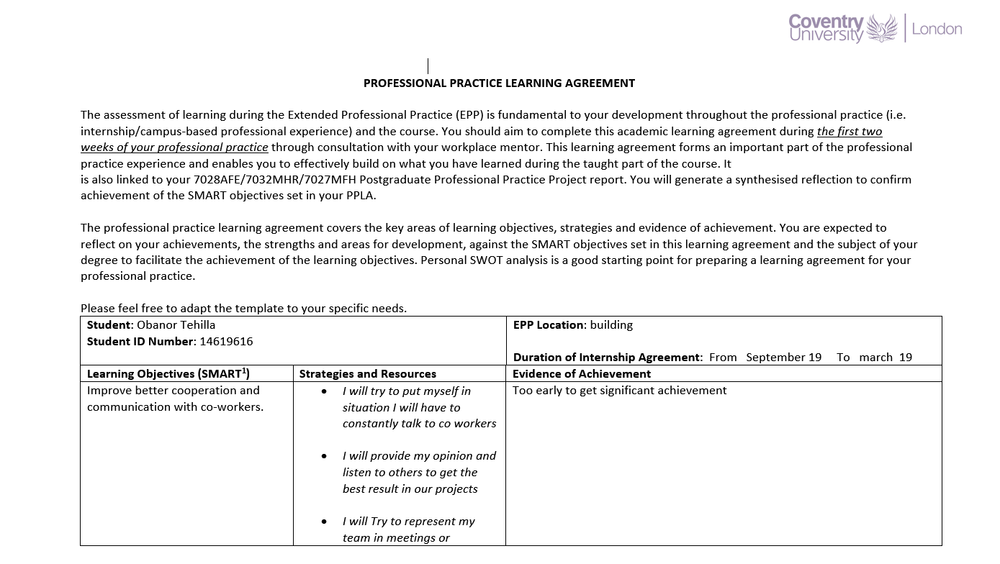 Coventry
University
London
PROFESSIONAL PRACTICE LEARNING AGREEMENT
The assessment of learning during the Extended Professional Practice (EPP) is fundamental to your development throughout the professional practice (i.e.
internship/campus-based professional experience) and the course. You should aim to complete this academic learning agreement during the first two
weeks of your professional practice through consultation with your workplace mentor. This learning agreement forms an important part of the professional
practice experience and enables you to effectively build on what you have learned during the taught part of the course. It
is also linked to your 7028AFE/7032MHR/7027MFH Postgraduate Professional Practice Project report. You will generate a synthesised reflection to confirm
achievement of the SMART objectives set in your PPLA.
The professional practice learning agreement covers the key areas of learning objectives, strategies and evidence of achievement. You are expected to
reflect on your achievements, the strengths and areas for development, against the SMART objectives set in this learning agreement and the subject of your
degree to facilitate the achievement of the learning objectives. Personal SWOT analysis is a good starting point for preparing a learning agreement for your
professional practice.
Please feel free to adapt the template to your specific needs.
Student: Obanor Tehilla
Student ID Number: 14619616
EPP Location: building
Duration of Internship Agreement: From September 19 To march 19
Learning Objectives (SMART¹)
Strategies and Resources
Evidence of Achievement
Improve better cooperation and
communication with co-workers.
• I will try to put myself in
situation I will have to
constantly talk to co workers
• I will provide my opinion and
listen to others to get the
best result in our projects
• I will Try to represent my
team in meetings or
Too early to get significant achievement